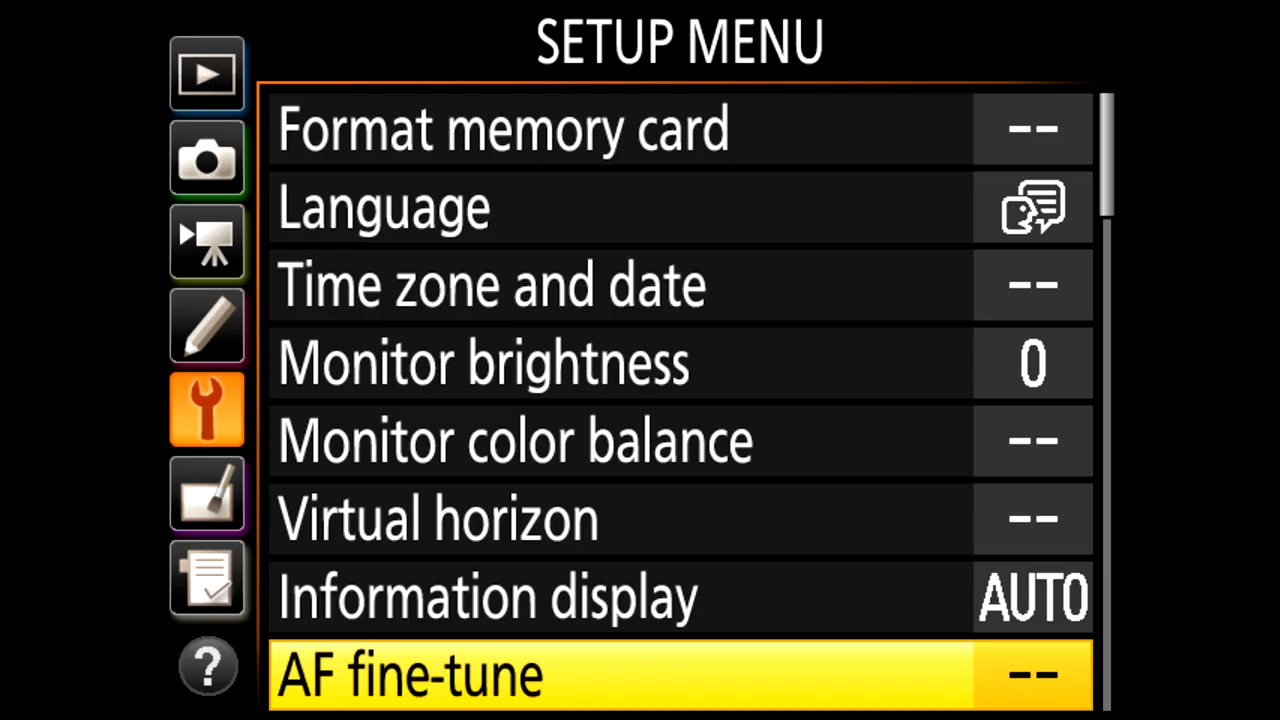 SETUP MENU
Format memory card --
Language
Time zone and date --
Monitor brightness 0
Monitor color balance --
Virtual horizon --
Information display AUTO
AF fine-tune --
?